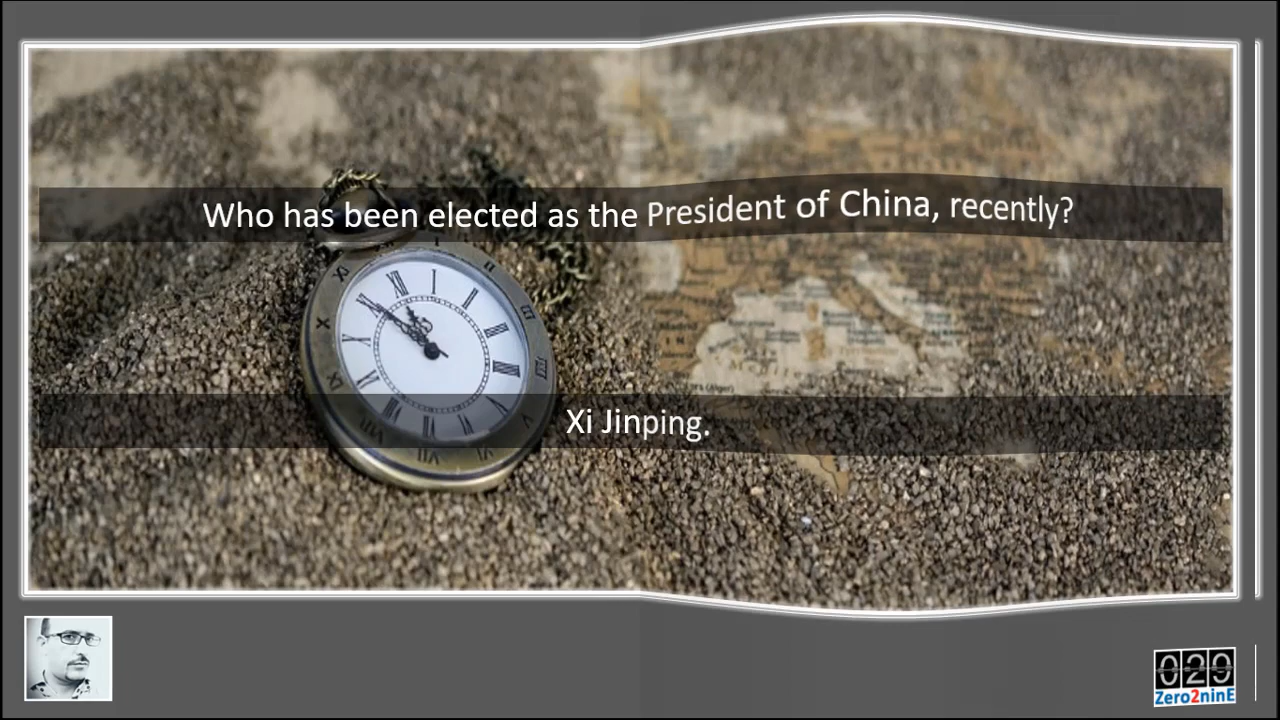 Who has been elected as the President of China, recently?
Xi Jinping.
029
Zero2ninE